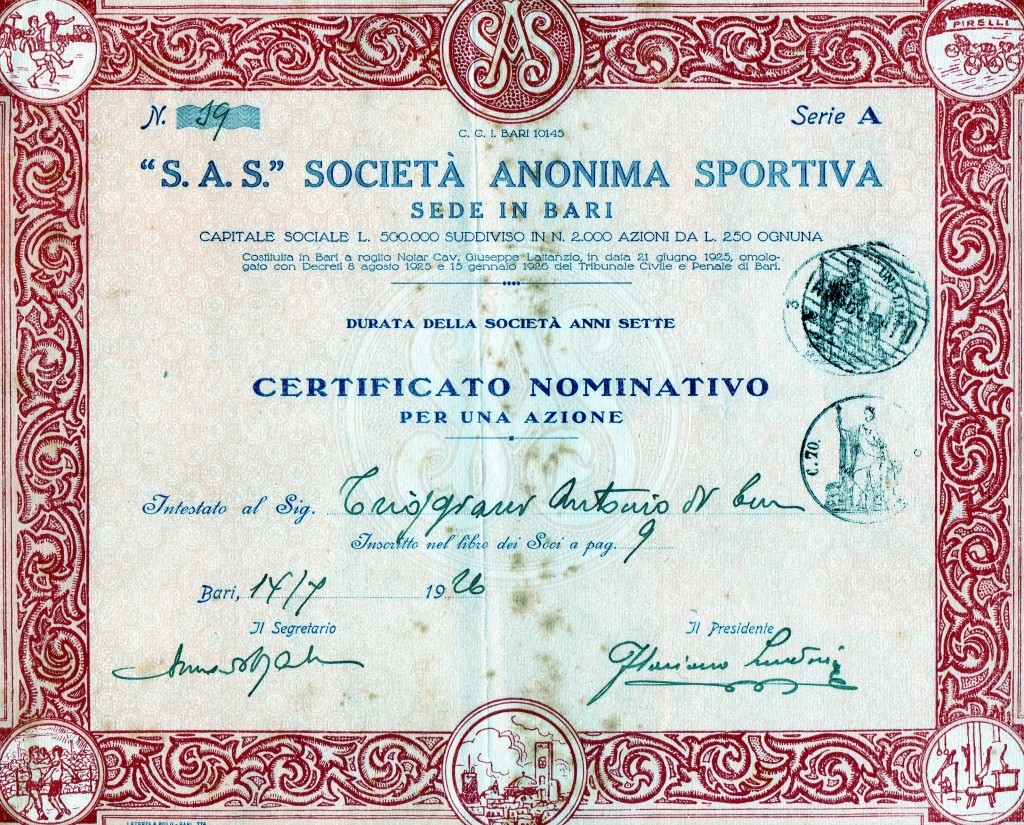 SAS
PIRELLI
N. 19
Serie A
C. C. I. BARI 10145
“S. A. S.” SOCIETÀ ANONIMA SPORTIVA
SEDE IN BARI
CAPITALE SOCIALE L. 500.000 SUDDIVISO IN N. 2.000 AZIONI DA L. 250 OGNUNA
Costituita in Bari a rogito Notar Cav. Giuseppe Lattanzio, in data 21 giugno 1925, omolo-
gato con Decreti 8 agosto 1925 e 15 gennaio 1926 del Tribunale Civile e Penale di Bari.
DURATA DELLA SOCIETÀ ANNI SETTE
CERTIFICATO NOMINATIVO
PER UNA AZIONE
C. 70.
Intestato al Sig. Antonio di
Inscritto nel libro dei Soci a pag. 9
Bari, 14/7 1926
Il Segretario
Il Presidente